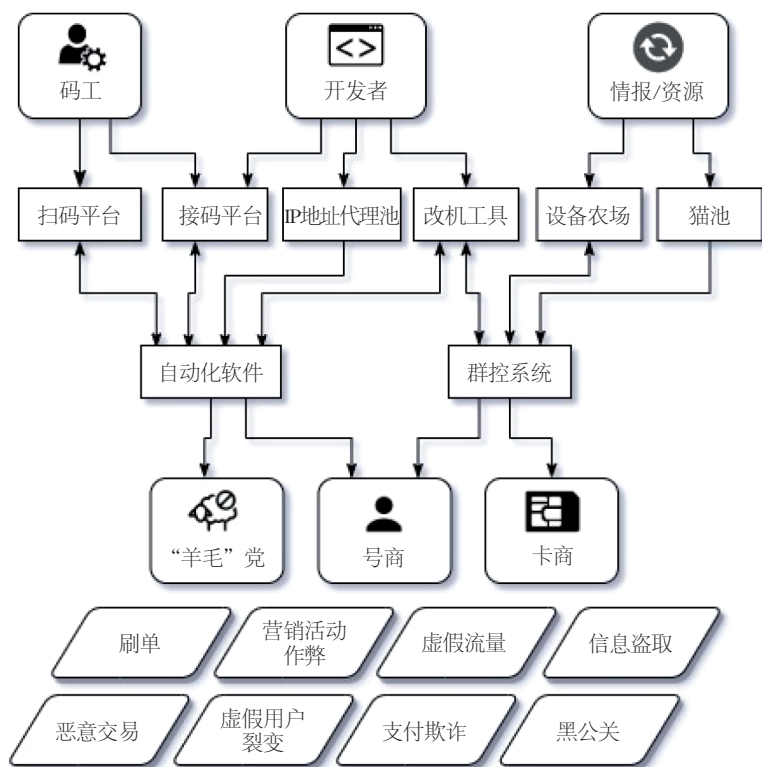 码工
开发者
情报/资源
扫码平台
接码平台
IP地址代理池
改机工具
设备农场
猫池
自动化软件
群控系统
“羊毛”党
号商
卡商
刷单
营销活动
作弊
虚假流量
信息盗取
恶意交易
虚假用户
裂变
支付欺诈
黑公关